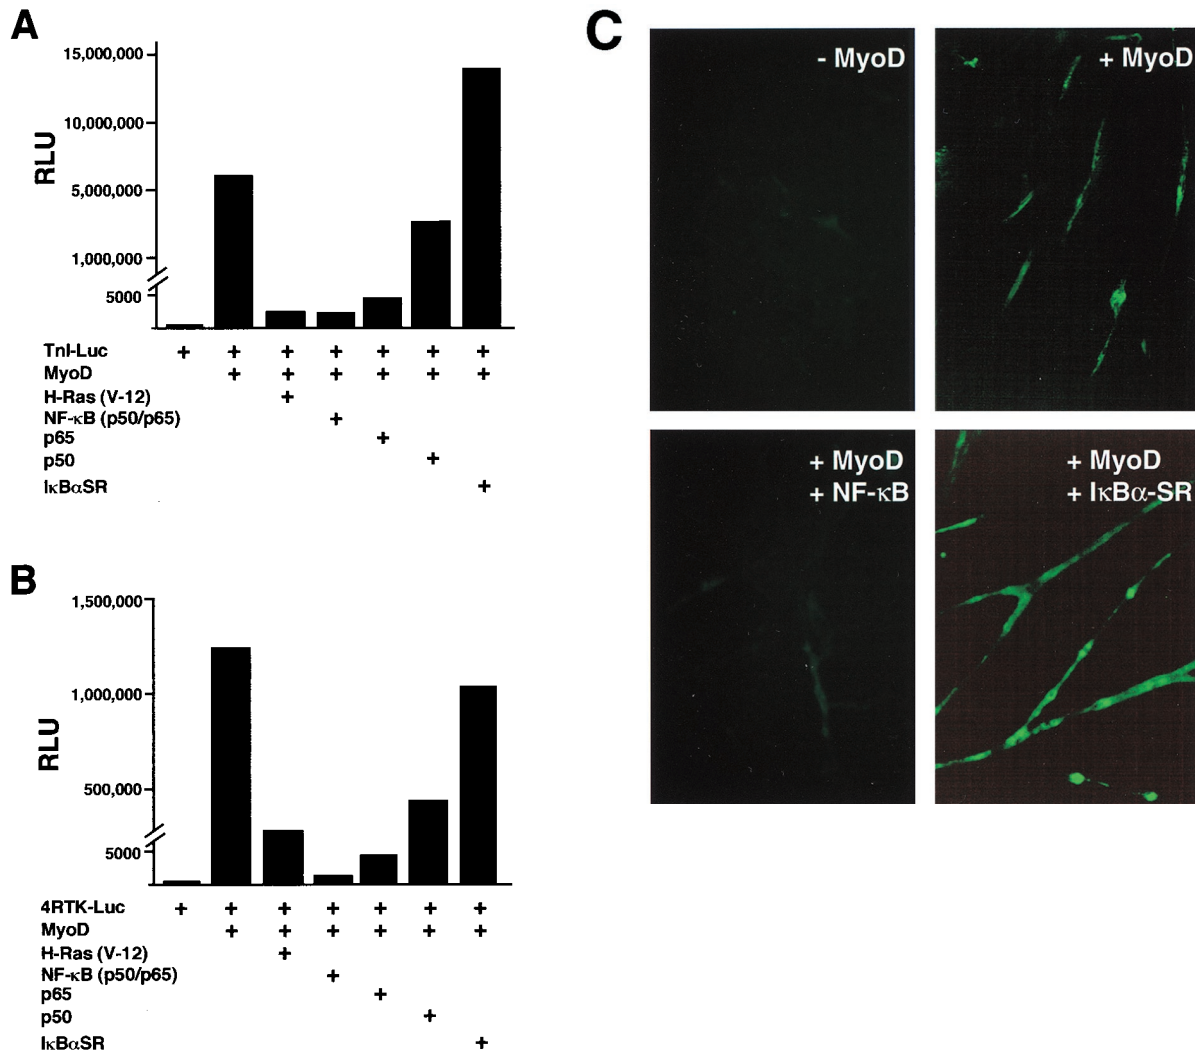 A
15,000,000
10,000,000
5,000,000
1,000,000
5000
RLU
TnI-Luc + + + + + + +
MyoD + + + + + +
H-Ras (V-12) +
NF-κB (p50/p65) +
p65 +
p50 +
IκBαSR +
B
1,500,000
1,000,000
500,000
5000
RLU
4RTK-Luc + + + + + + +
MyoD + + + + + +
H-Ras (V-12) +
NF-κB (p50/p65) +
p65 +
p50 +
IκBαSR +
C
- MyoD
+ MyoD
+ MyoD
+ NF-κB
+ MyoD
+ IκBα-SR